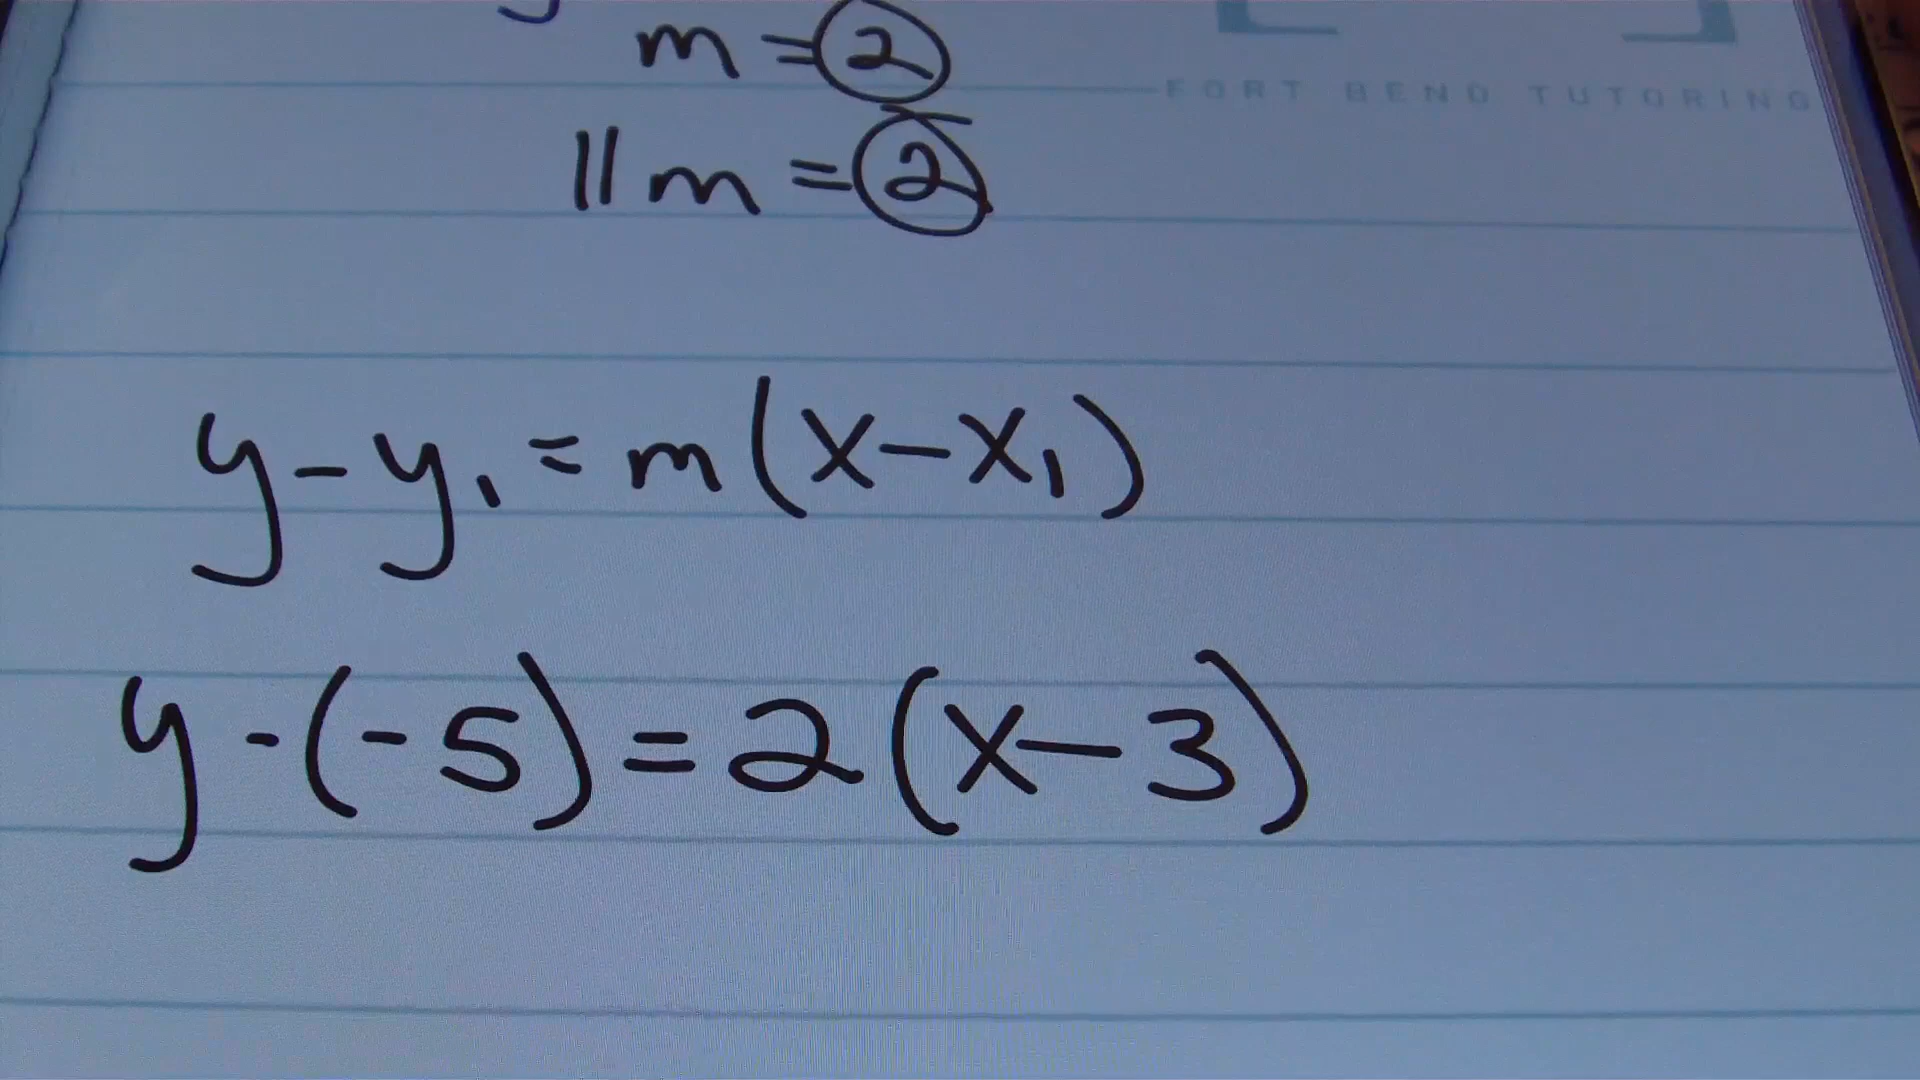 m = 2
FORT BEND TUTORING
|| m = 2
y - y₁ = m(x - x₁)
y - (-5) = 2(x - 3)